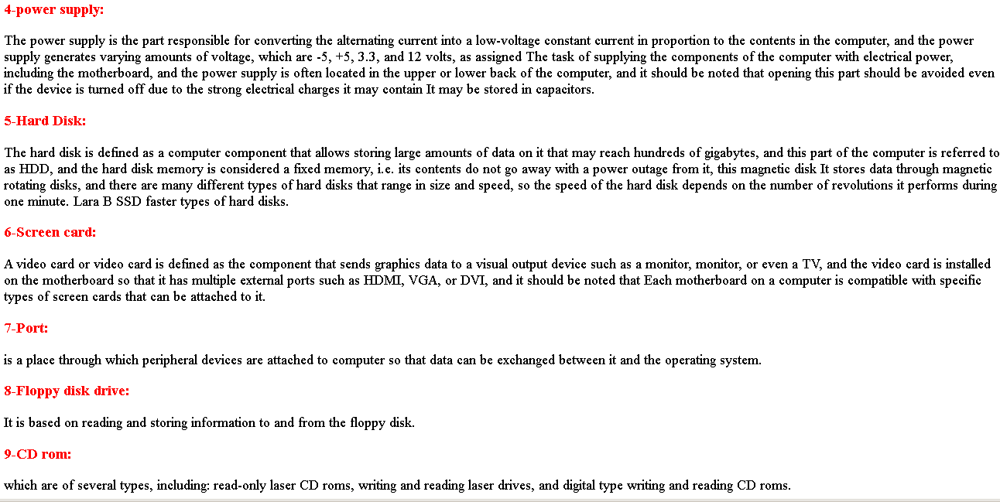 4-power supply:
The power supply is the part responsible for converting the alternating current into a low-voltage constant current in proportion to the contents in the computer, and the power
supply generates varying amounts of voltage, which are -5, +5, 3.3, and 12 volts, as assigned The task of supplying the components of the computer with electrical power,
including the motherboard, and the power supply is often located in the upper or lower back of the computer, and it should be noted that opening this part should be avoided even
if the device is turned off due to the strong electrical charges it may contain It may be stored in capacitors.
5-Hard Disk:
The hard disk is defined as a computer component that allows storing large amounts of data on it that may reach hundreds of gigabytes, and this part of the computer is referred to
as HDD, and the hard disk memory is considered a fixed memory, i.e. its contents do not go away with a power outage from it, this magnetic disk It stores data through magnetic
rotating disks, and there are many different types of hard disks that range in size and speed, so the speed of the hard disk depends on the number of revolutions it performs during
one minute. Lara B SSD faster types of hard disks.
6-Screen card:
A video card or video card is defined as the component that sends graphics data to a visual output device such as a monitor, monitor, or even a TV, and the video card is installed
on the motherboard so that it has multiple external ports such as HDMI, VGA, or DVI, and it should be noted that Each motherboard on a computer is compatible with specific
types of screen cards that can be attached to it.
7-Port:
is a place through which peripheral devices are attached to computer so that data can be exchanged between it and the operating system.
8-Floppy disk drive:
It is based on reading and storing information to and from the floppy disk.
9-CD rom:
which are of several types, including: read-only laser CD roms, writing and reading laser drives, and digital type writing and reading CD roms.